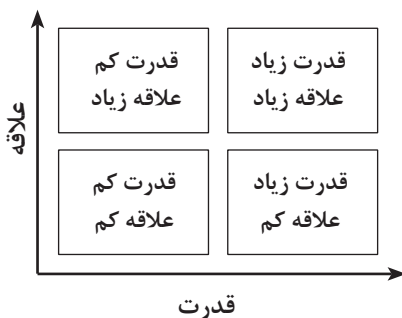 قدرت زیاد
علاقه زیاد
قدرت کم
علاقه زیاد
قدرت زیاد
علاقه کم
قدرت کم
علاقه کم
علاقه
قدرت